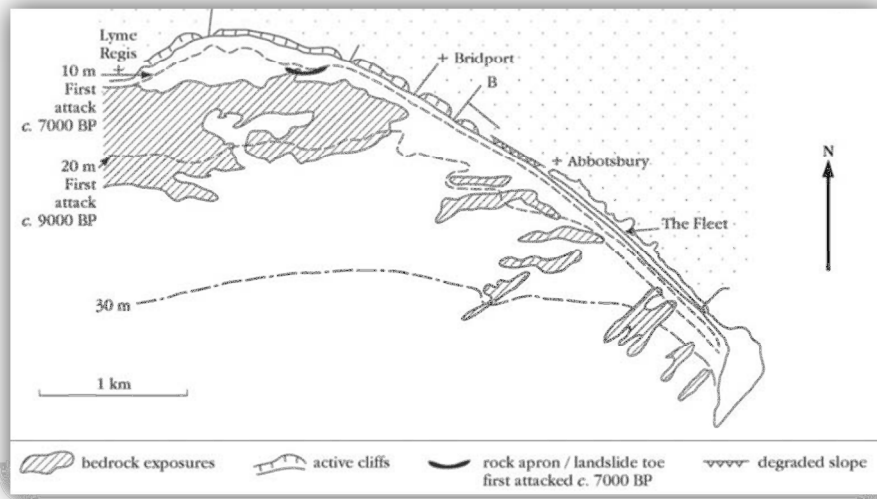 Lyme
Regis
+ Bridport
10 m
First
attack
c. 7000 BP
B
+ Abbotsbury
N
20 m
First
attack
c. 9000 BP
The Fleet
30 m
1 km
bedrock exposures
active cliffs
rock apron / landslide toe
first attacked c. 7000 BP
degraded slope